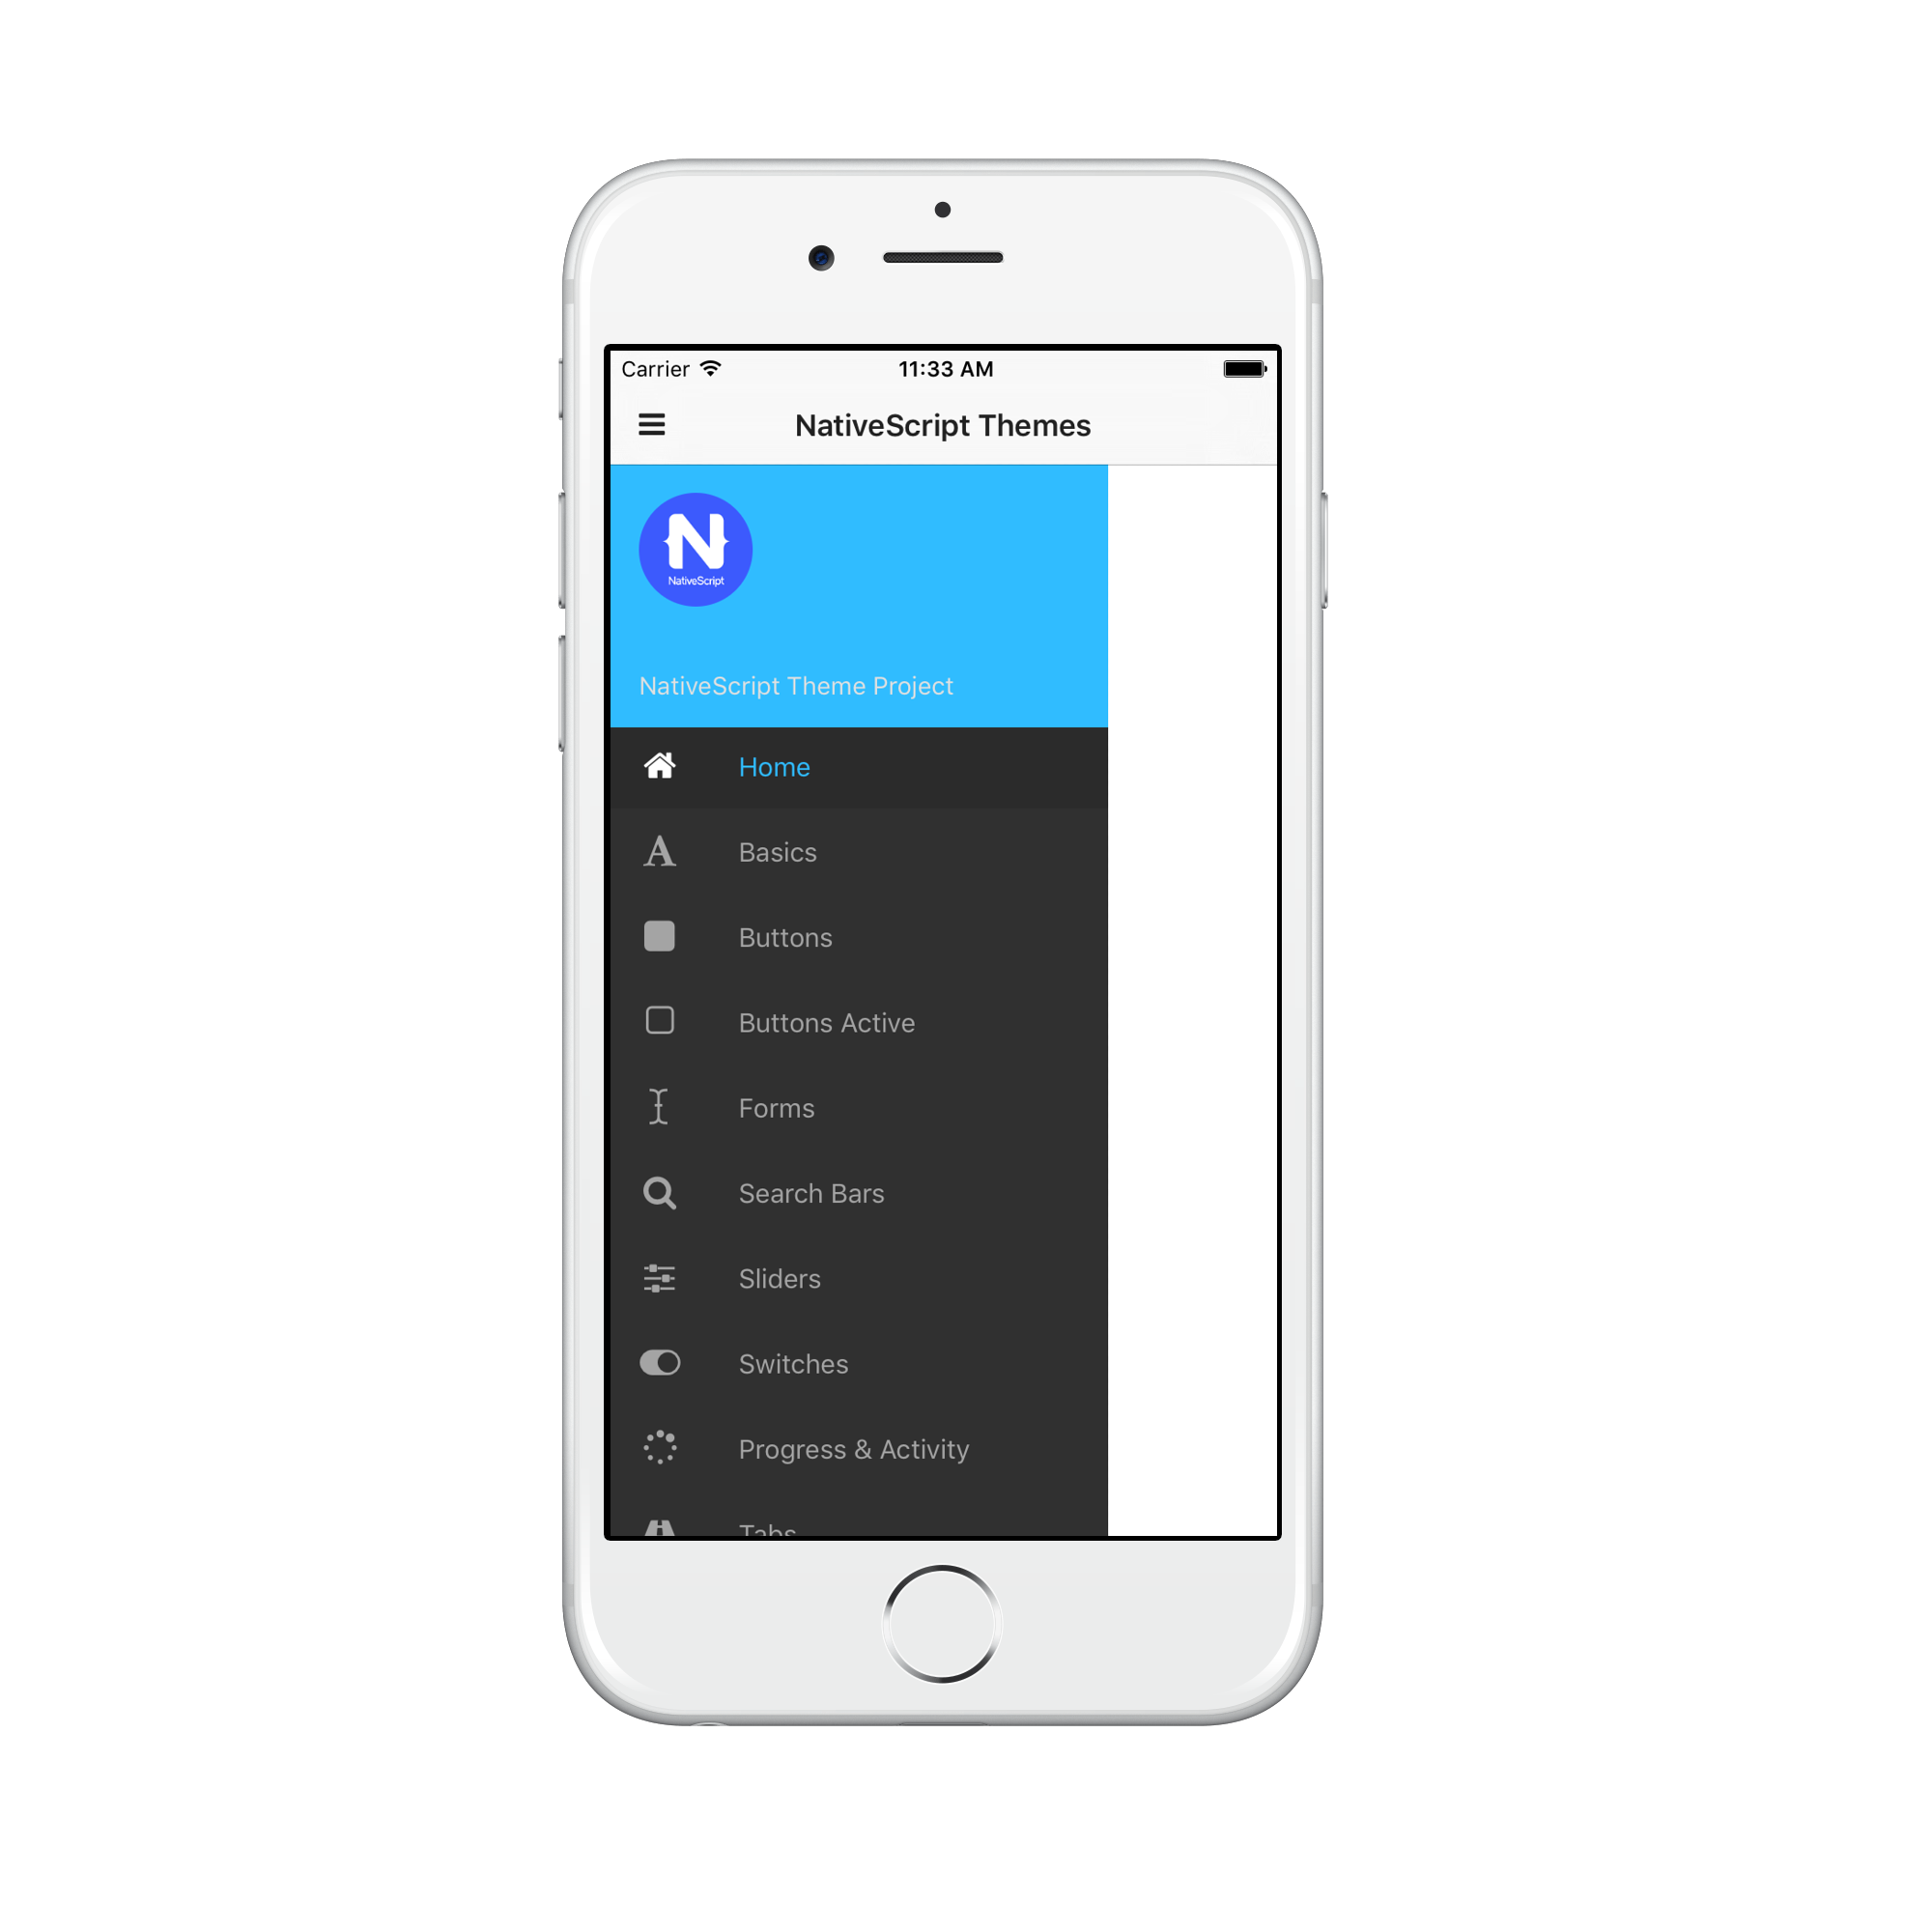 Carrier 11:33 AM
NativeScript Themes
N
NativeScript
NativeScript Theme Project
Home
Basics
Buttons
Buttons Active
Forms
Search Bars
Sliders
Switches
Progress & Activity
Tabs